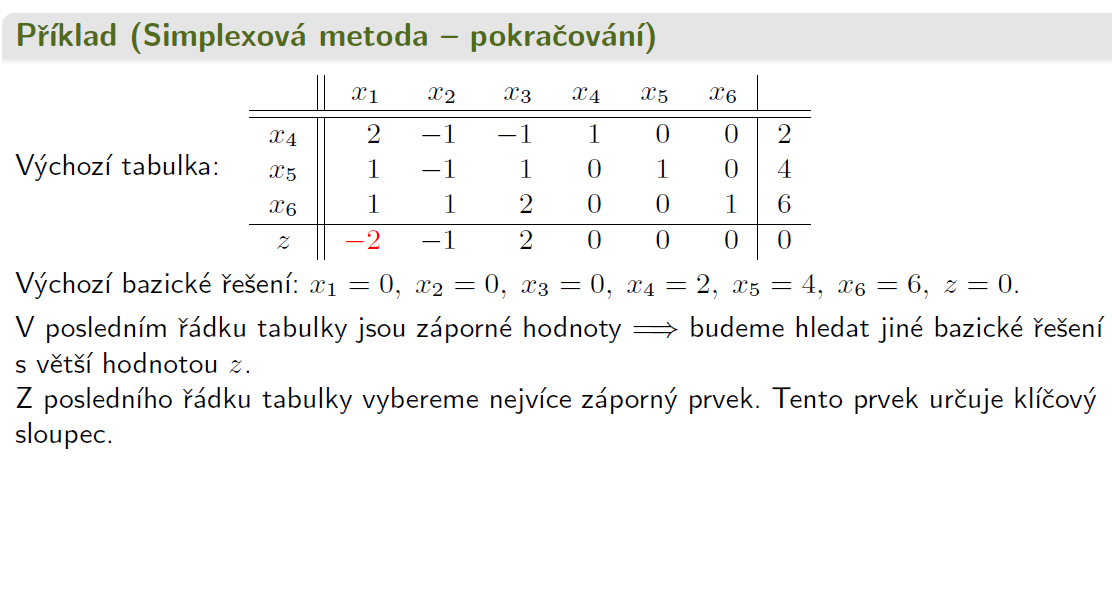 Příklad (Simplexová metoda – pokračování)
x1 x2 x3 x4 x5 x6
x4 2 −1 −1 1 0 0 2
Výchozí tabulka: x5 1 −1 1 0 1 0 4
x6 1 1 2 0 0 1 6
z −2 −1 2 0 0 0 0
Výchozí bazické řešení: x1 = 0, x2 = 0, x3 = 0, x4 = 2, x5 = 4, x6 = 6, z = 0.
V posledním řádku tabulky jsou záporné hodnoty ⟹ budeme hledat jiné bazické řešení
s větší hodnotou z.
Z posledního řádku tabulky vybereme nejvíce záporný prvek. Tento prvek určuje klíčový
sloupec.